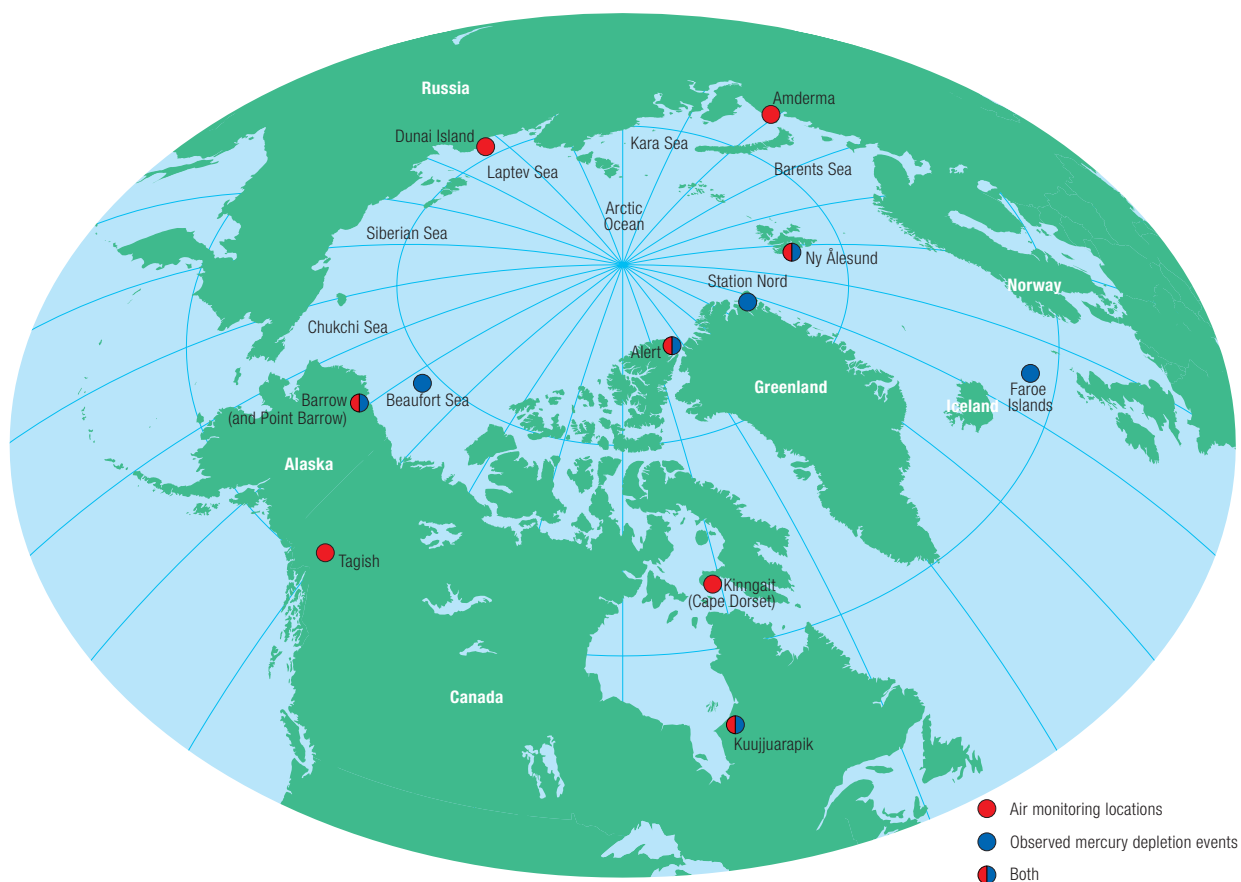 Russia
Amderma
Dunai Island
Kara Sea
Laptev Sea
Barents Sea
Arctic
Ocean
Siberian Sea
Ny Ålesund
Station Nord
Norway
Chukchi Sea
Alert
Greenland
Beaufort Sea
Barrow
(and Point Barrow)
Iceland
Faroe
Islands
Alaska
Tagish
Kinngait
(Cape Dorset)
Canada
Kuujjuarapik
Air monitoring locations
Observed mercury depletion events
Both